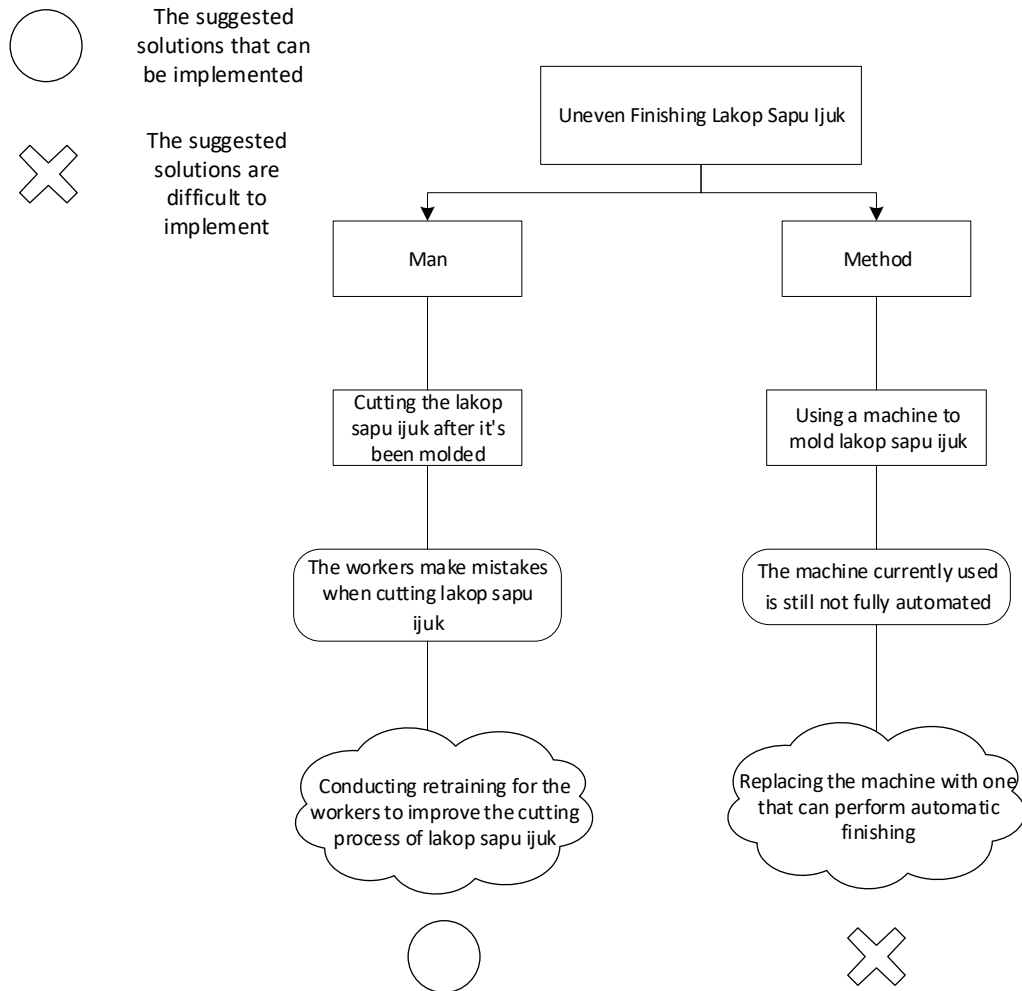 The suggested
solutions that can
be implemented
The suggested
solutions are
difficult to
implement
Uneven Finishing Lakop Sapu Ijuk
Man
Method
Cutting the lakop
sapu ijuk after it's
been molded
Using a machine to
mold lakop sapu ijuk
The workers make mistakes
when cutting lakop sapu
ijuk
The machine currently used
is still not fully automated
Conducting retraining for the
workers to improve the cutting
process of lakop sapu ijuk
Replacing the machine with one
that can perform automatic
finishing